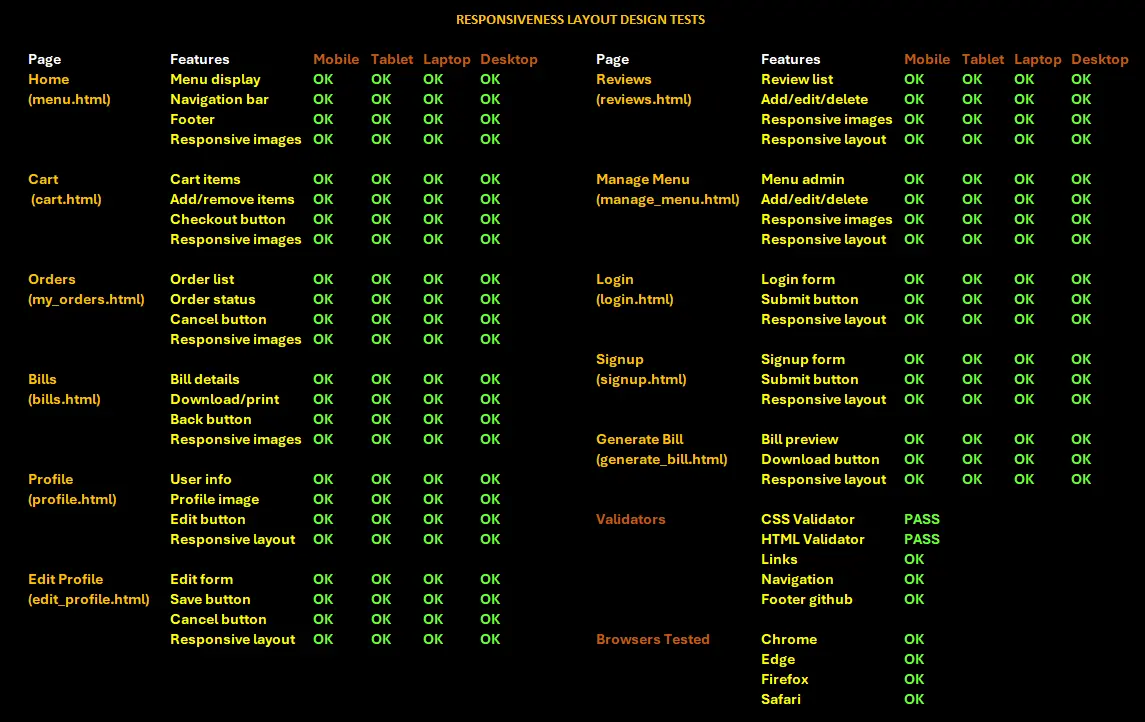 RESPONSIVENESS LAYOUT DESIGN TESTS
Page Features Mobile Tablet Laptop Desktop
Home Menu display OK OK OK OK
(menu.html) Navigation bar OK OK OK OK
Footer OK OK OK OK
Responsive images OK OK OK OK
Cart Cart items OK OK OK OK
(cart.html) Add/remove items OK OK OK OK
Checkout button OK OK OK OK
Responsive images OK OK OK OK
Orders Order list OK OK OK OK
(my_orders.html) Order status OK OK OK OK
Cancel button OK OK OK OK
Responsive images OK OK OK OK
Bills Bill details OK OK OK OK
(bills.html) Download/print OK OK OK OK
Back button OK OK OK OK
Responsive images OK OK OK OK
Profile User info OK OK OK OK
(profile.html) Profile image OK OK OK OK
Edit button OK OK OK OK
Responsive layout OK OK OK OK
Edit Profile Edit form OK OK OK OK
(edit_profile.html) Save button OK OK OK OK
Cancel button OK OK OK OK
Responsive layout OK OK OK OK
Page Features Mobile Tablet Laptop Desktop
Reviews Review list OK OK OK OK
(reviews.html) Add/edit/delete OK OK OK OK
Responsive images OK OK OK OK
Responsive layout OK OK OK OK
Manage Menu Menu admin OK OK OK OK
(manage_menu.html) Add/edit/delete OK OK OK OK
Responsive images OK OK OK OK
Responsive layout OK OK OK OK
Login Login form OK OK OK OK
(login.html) Submit button OK OK OK OK
Responsive layout OK OK OK OK
Signup Signup form OK OK OK OK
(signup.html) Submit button OK OK OK OK
Responsive layout OK OK OK OK
Generate Bill Bill preview OK OK OK OK
(generate_bill.html) Download button OK OK OK OK
Responsive layout OK OK OK OK
Validators CSS Validator PASS
HTML Validator PASS
Links OK
Navigation OK
Footer github OK
Browsers Tested Chrome OK
Edge OK
Firefox OK
Safari OK